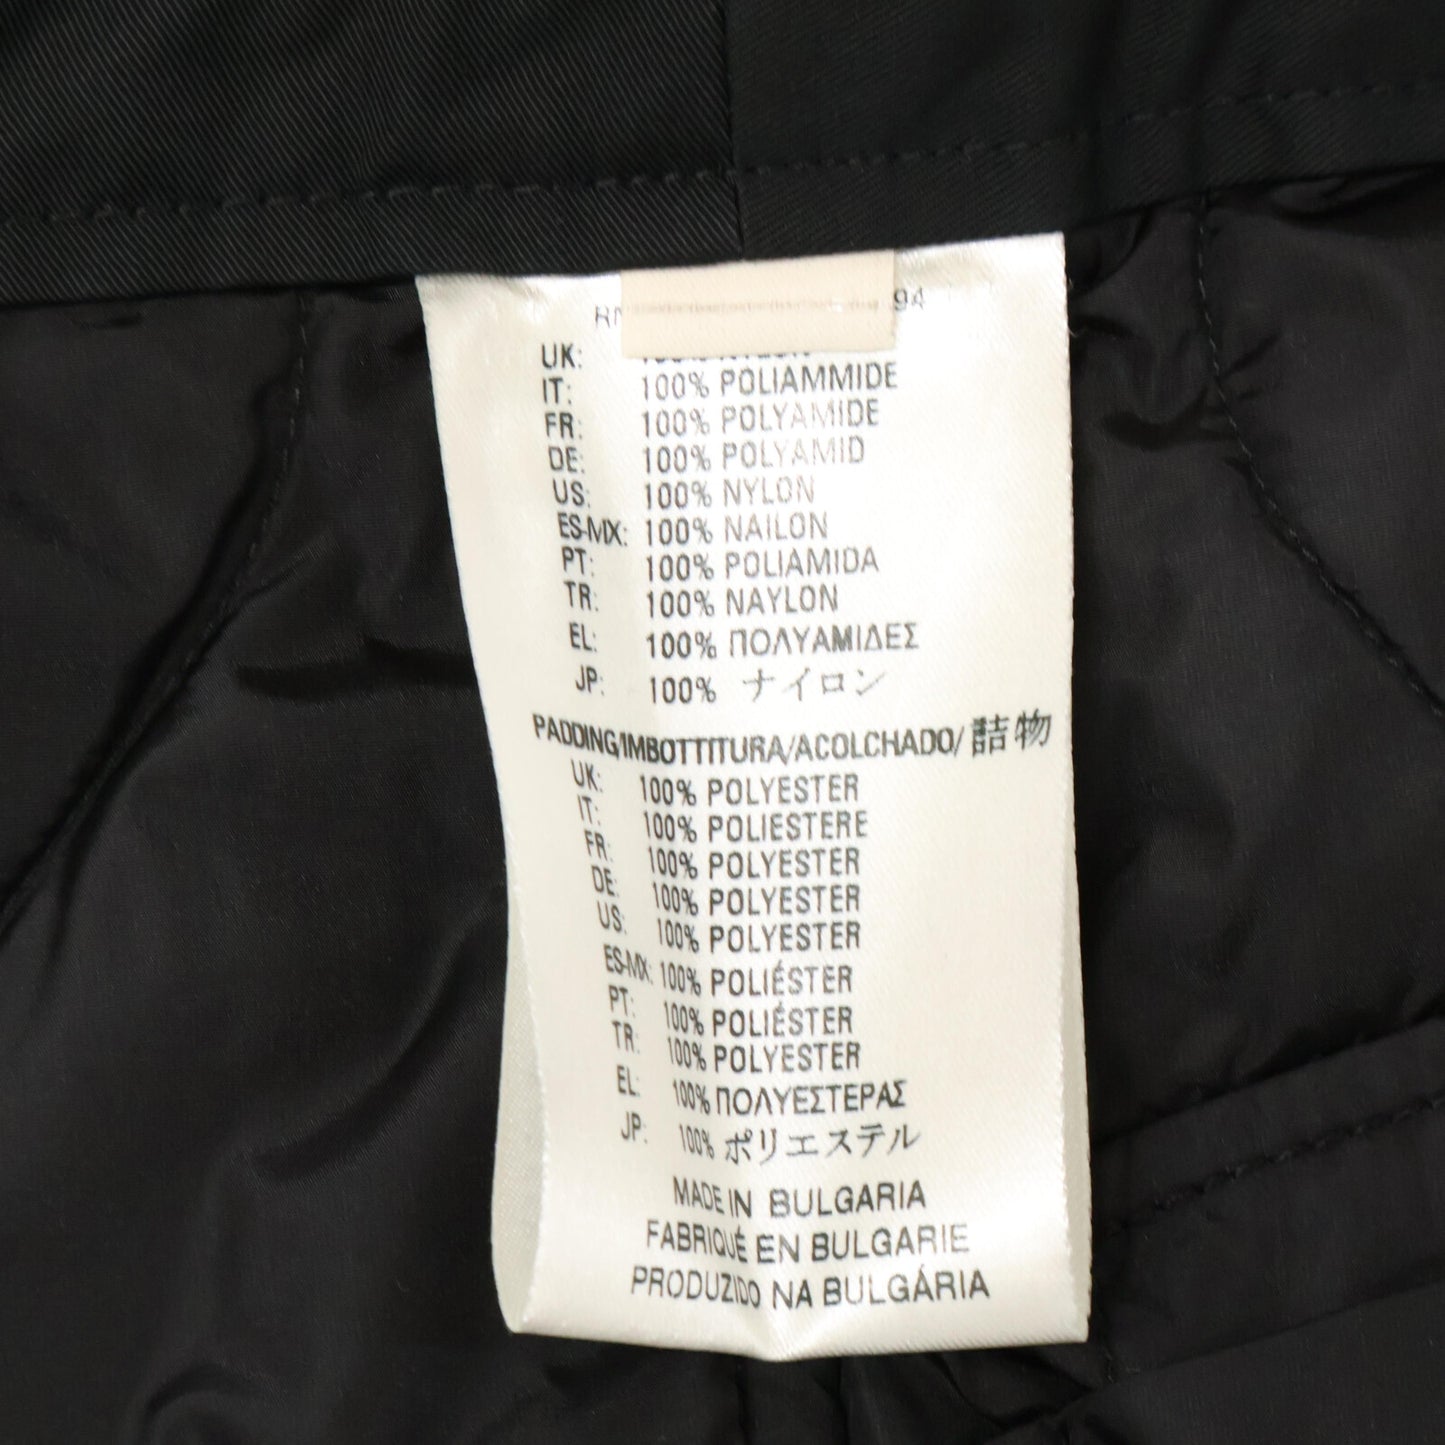 94
UK:
IT: 100% POLIAMMIDE
FR: 100% POLYAMIDE
DE: 100% POLYAMID
US: 100% NYLON
ES-MX: 100% NAILON
PT: 100% POLIAMIDA
TR: 100% NAYLON
EL: 100% ΠΟΛΥΑΜΙΔΕΣ
JP: 100% ナイロン
PADDING/IMBOTTITURA/ACOLCHADO/詰物
UK: 100% POLYESTER
IT: 100% POLIESTERE
FR: 100% POLYESTER
DE: 100% POLYESTER
US: 100% POLYESTER
ES-MX: 100% POLIÉSTER
PT: 100% POLIÉSTER
TR: 100% POLYESTER
EL: 100% ΠΟΛΥΕΣΤΕΡΑΣ
JP: 100% ポリエステル
MADE IN BULGARIA
FABRIQUÉ EN BULGARIE
PRODUZIDO NA BULGÁRIA